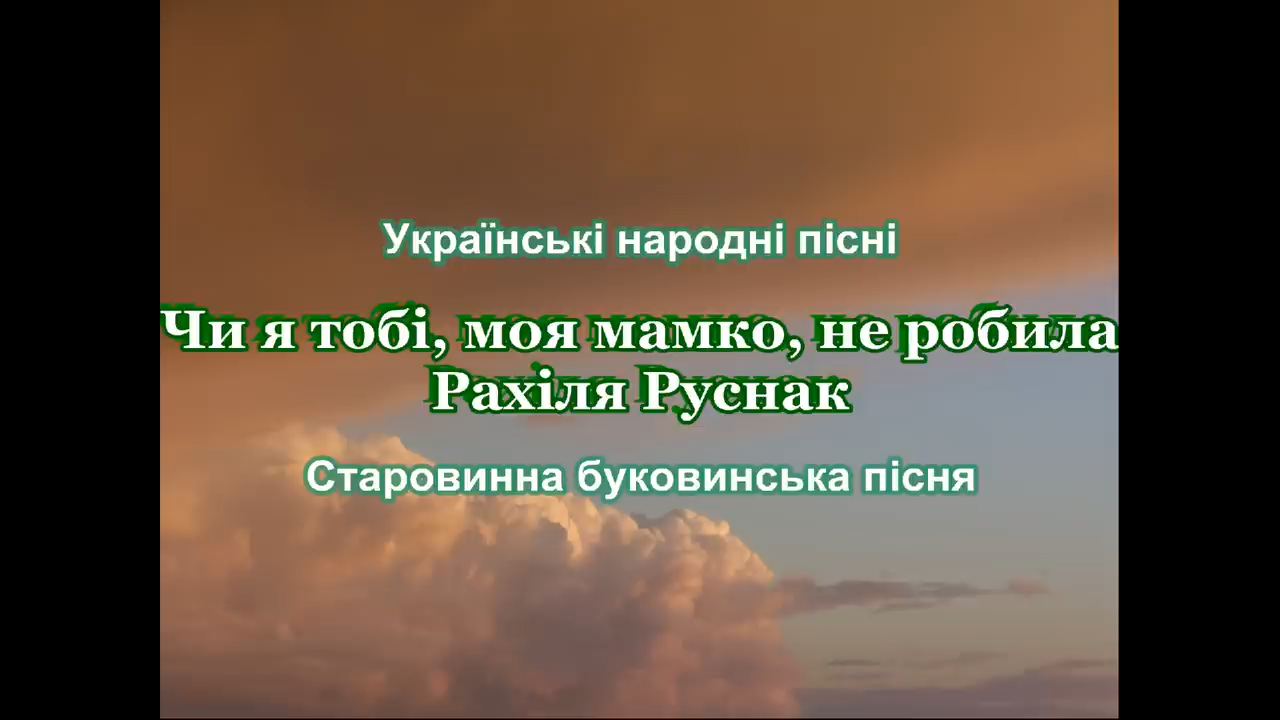 Українські народні пісні
Чи я тобі, моя мамко, не робила
Рахіля Руснак
Старовинна буковинська пісня